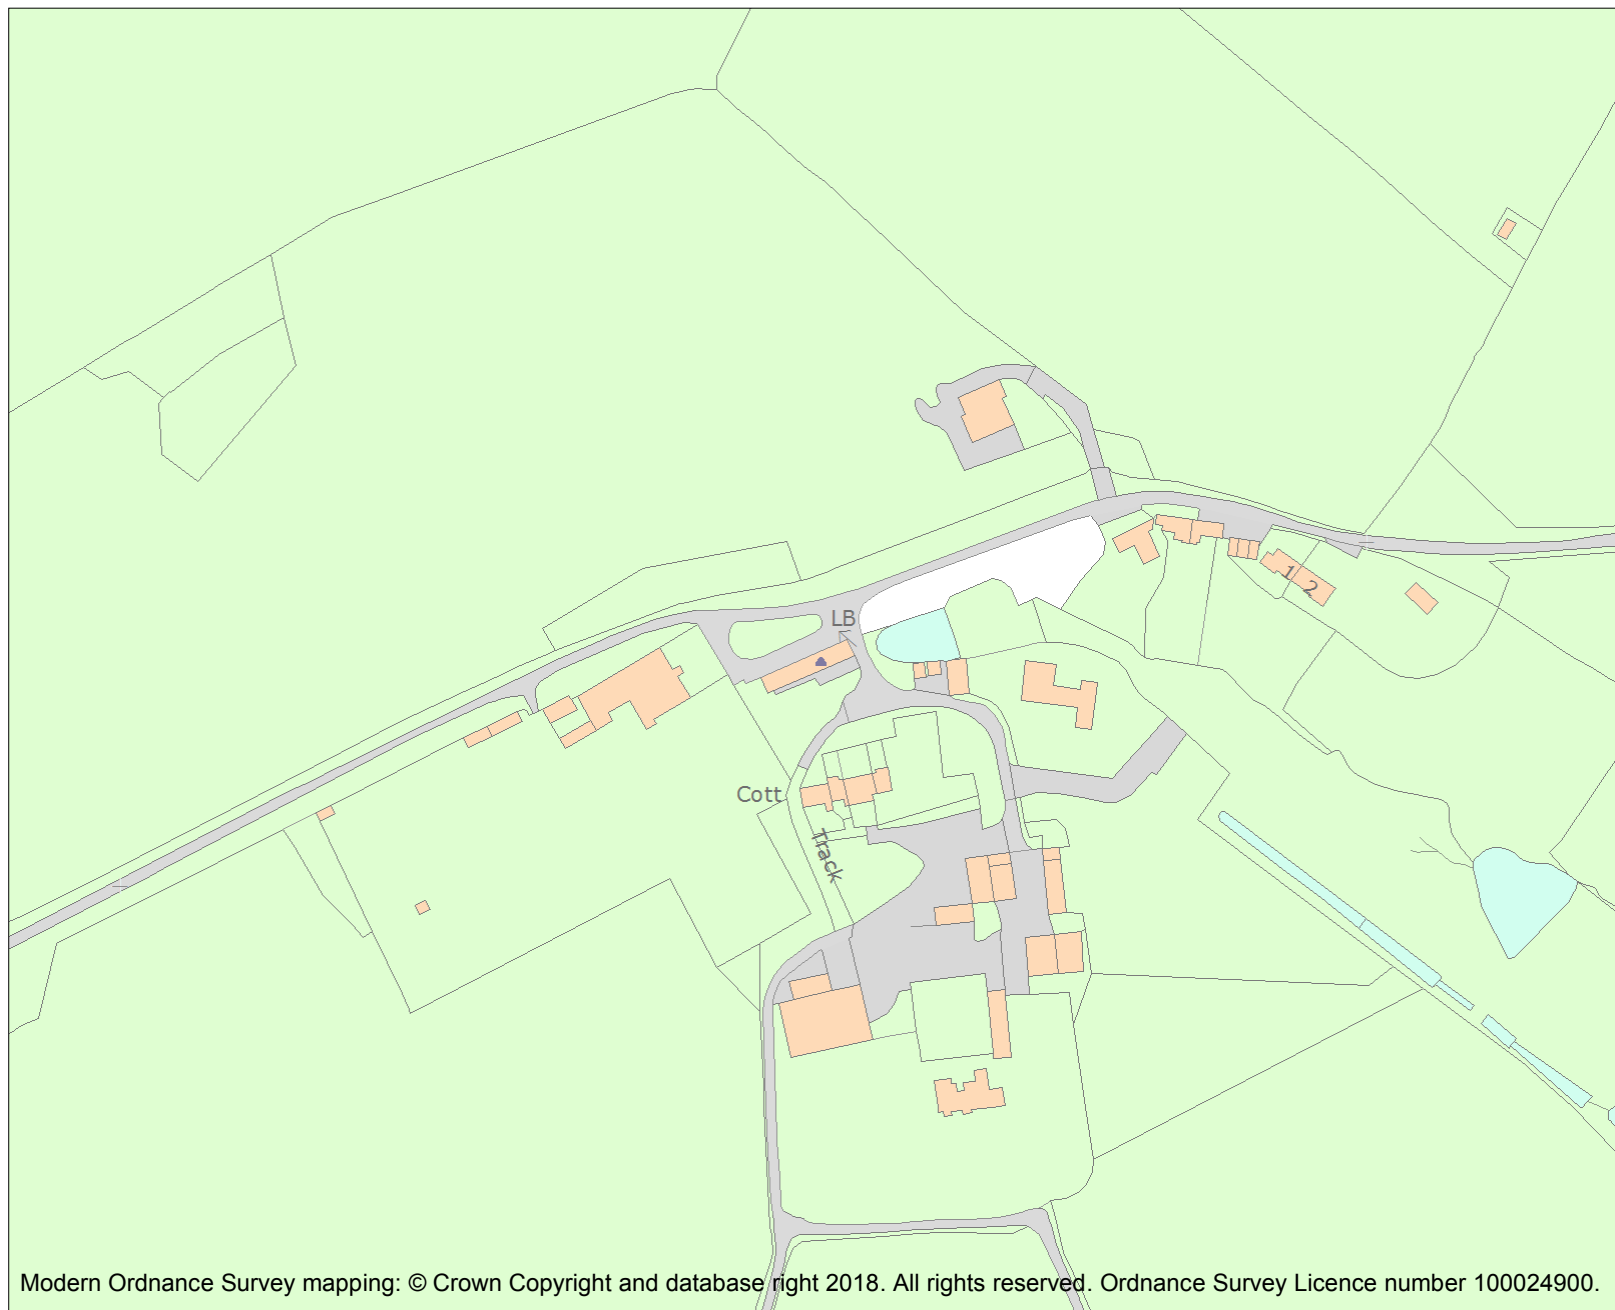 LB
1
2
Cott
Track
Modern Ordnance Survey mapping: © Crown Copyright and database right 2018. All rights reserved. Ordnance Survey Licence number 100024900.